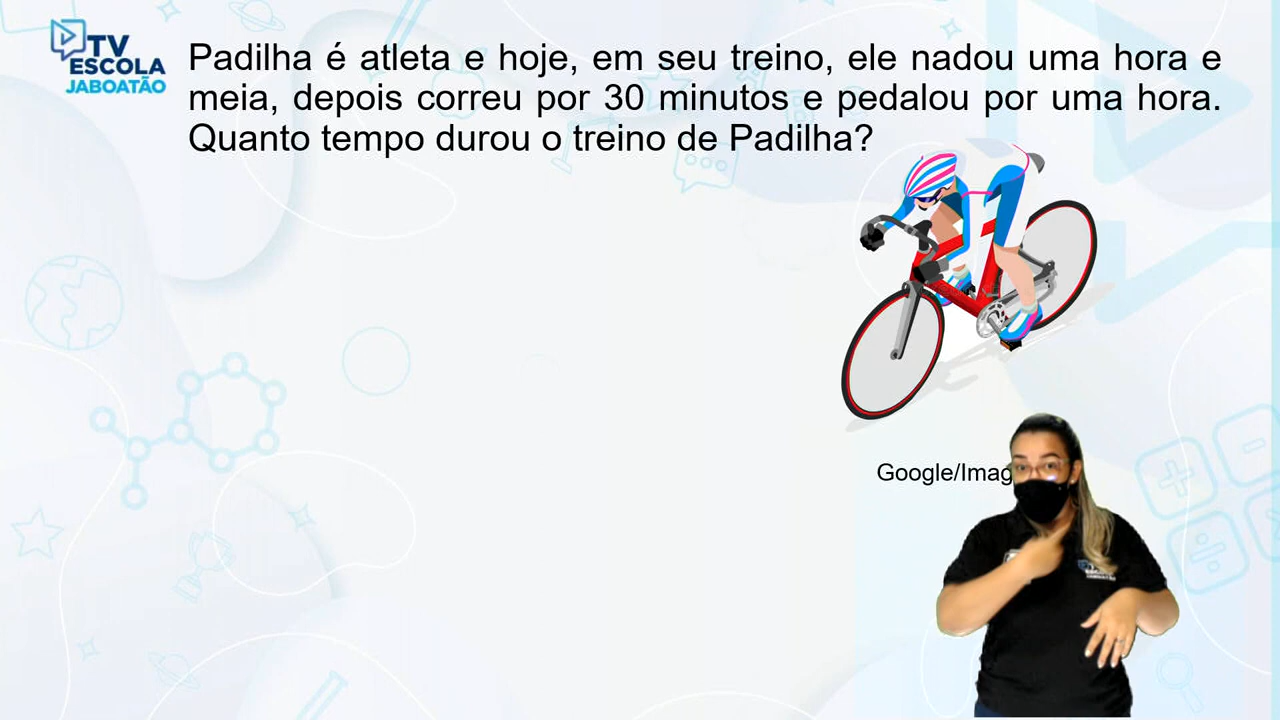 TV
ESCOLA
JABOATÃO
Padilha é atleta e hoje, em seu treino, ele nadou uma hora e
meia, depois correu por 30 minutos e pedalou por uma hora.
Quanto tempo durou o treino de Padilha?
Google/Imag